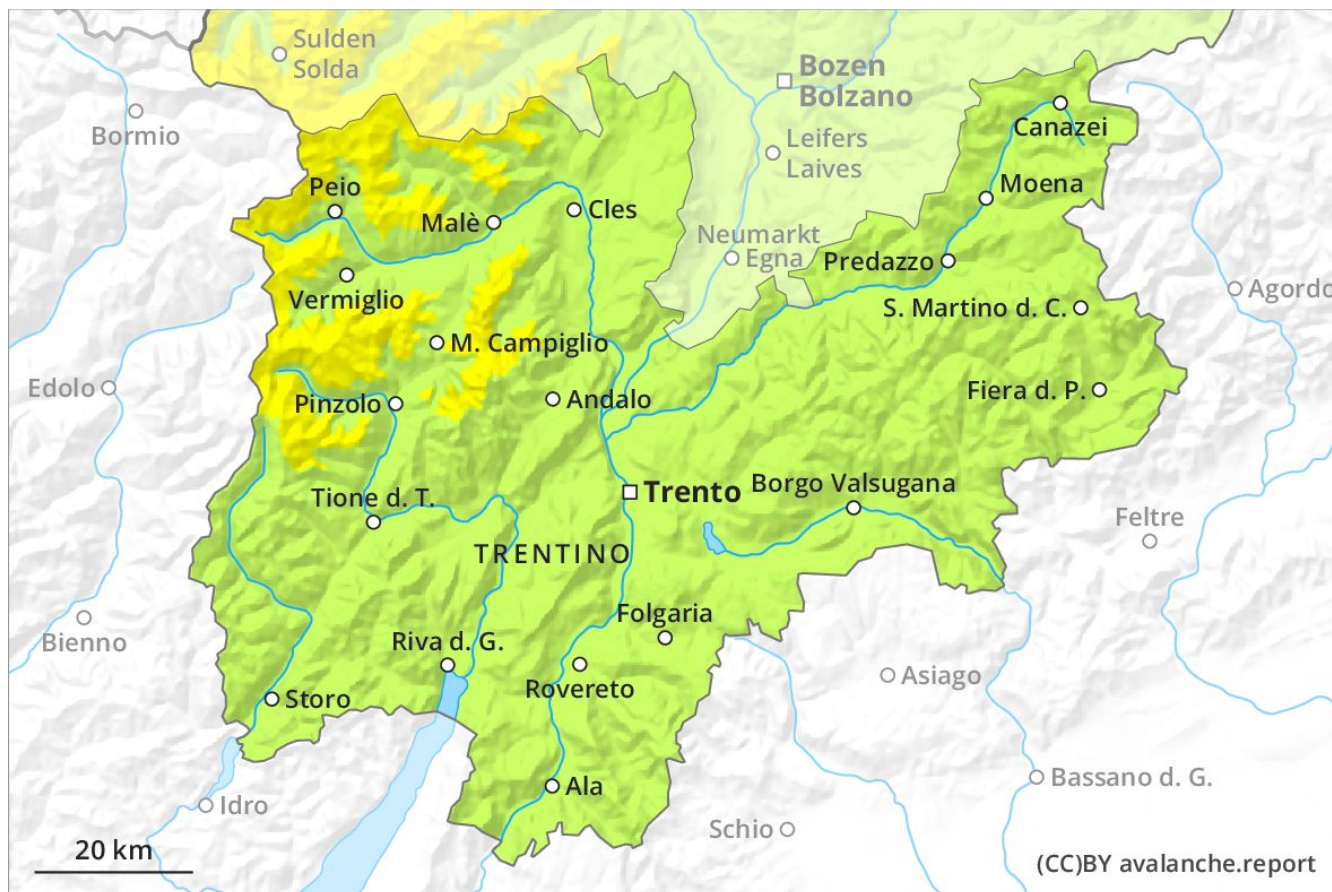 Sulden
Solda
Bozen
Bolzano
Bormio
Canazei
Leifers
Laives
Peio
Moena
Malè
Cles
Neumarkt
Egna
Predazzo
Vermiglio
Agordo
S. Martino d. C.
M. Campiglio
Edolo
Pinzolo
Andalo
Fiera d. P.
Tione d. T.
Trento
Borgo Valsugana
Feltre
TRENTINO
Bienno
Riva d. G.
Folgaria
Asiago
Storo
Rovereto
Ala
Bassano d. G.
Idro
Schio
20 km
(CC)BY avalanche.report